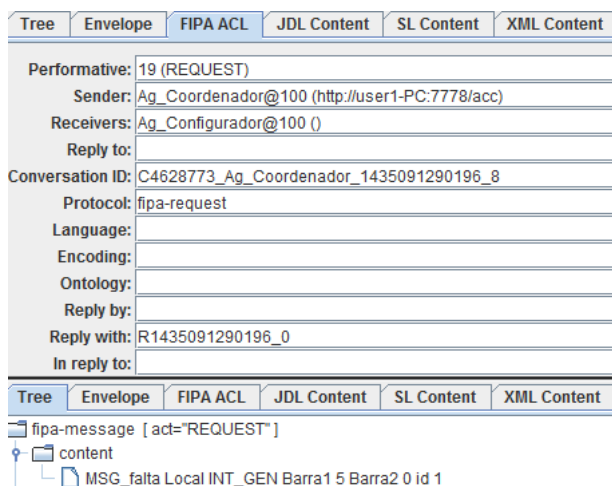 Tree Envelope FIPA ACL JDL Content SL Content XML Content
Performative: 19 (REQUEST)
Sender: Ag_Coordenador@100 (http://user1-PC:7778/acc)
Receivers: Ag_Configurador@100 ()
Reply to:
Conversation ID: C4628773_Ag_Coordenador_1435091290196_8
Protocol: fipa-request
Language:
Encoding:
Ontology:
Reply by:
Reply with: R1435091290196_0
In reply to:
Tree Envelope FIPA ACL JDL Content SL Content XML Content
fipa-message [ act="REQUEST" ]
content
MSG_falta Local INT_GEN Barra1 5 Barra2 0 id 1